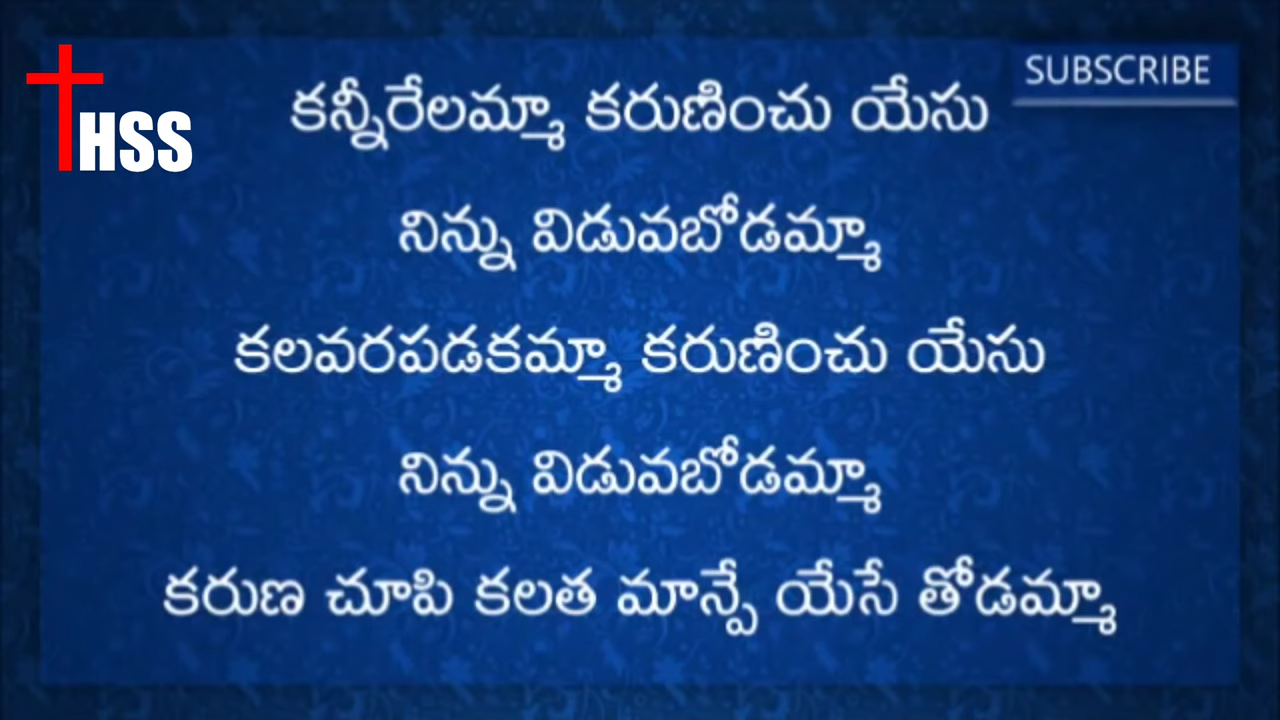 SUBSCRIBE
HSS
కన్నీరేలమ్మా కరుణించు యేసు
నిన్ను విడువబోడమ్మా
కలవరపడకమ్మా కరుణించు యేసు
నిన్ను విడువబోడమ్మా
కరుణ చూపి కలత మాన్పే యేసే తోడమ్మా